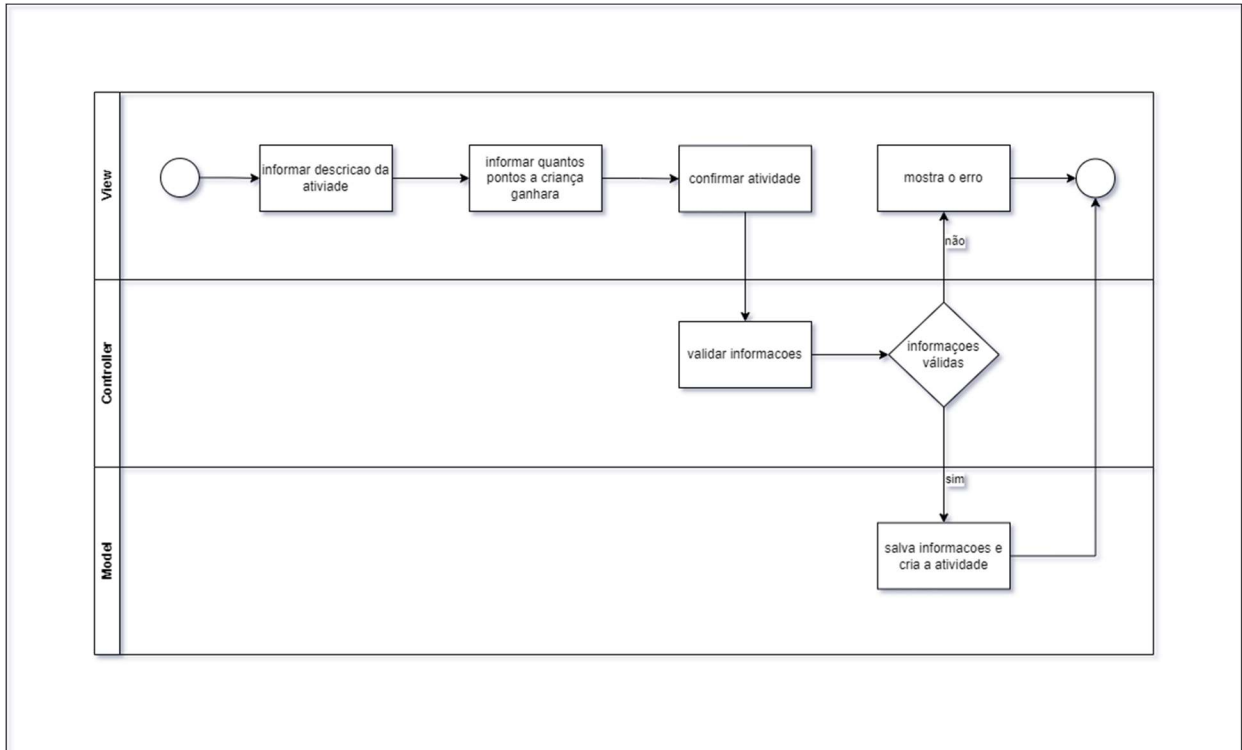 View
informar descricao da
ativiade
informar quantos
pontos a criança
ganhara
confirmar atividade
mostra o erro
não
Controller
validar informacoes
informaçoes
válidas
sim
Model
salva informacoes e
cria a atividade